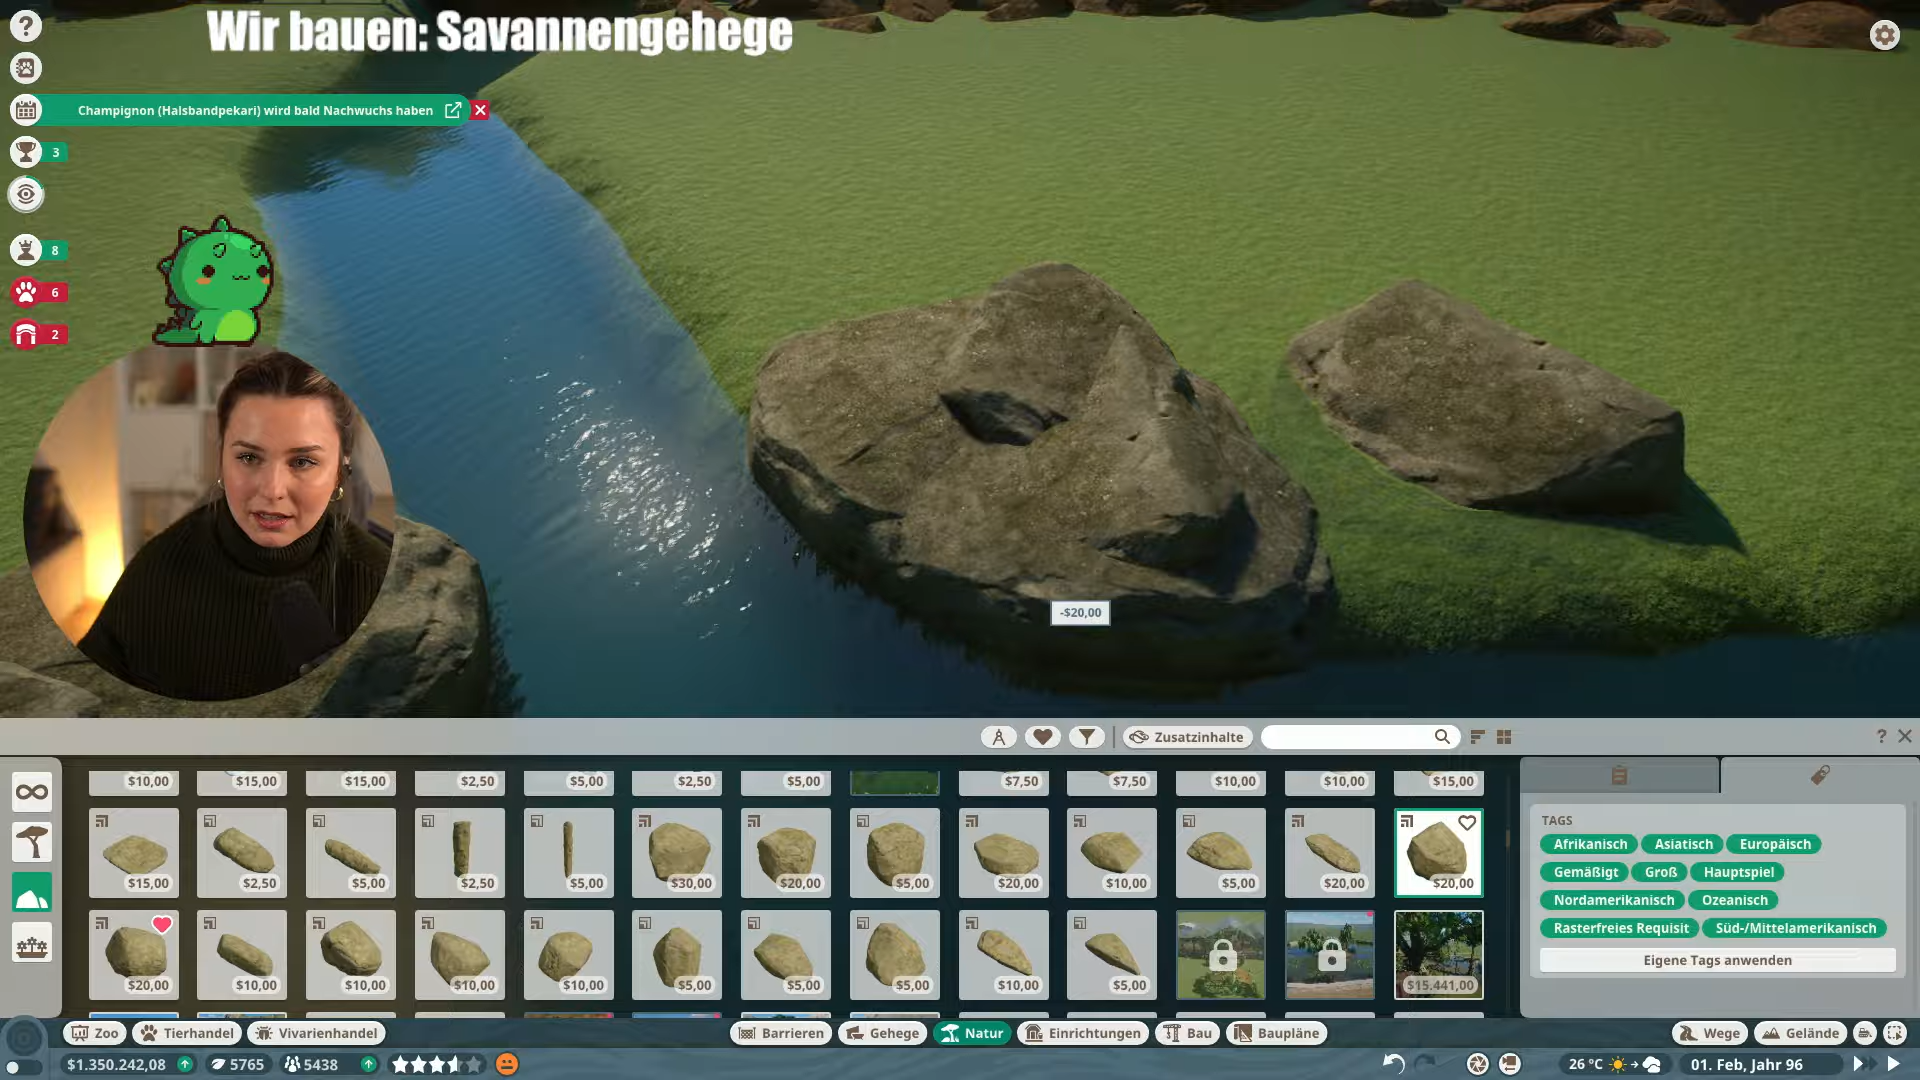 Wir bauen: Savannengehege
Champignon (Halsbandpekari) wird bald Nachwuchs haben
3
8
6
2
-$20,00
Zusatzinhalte
$10,00 $15,00 $15,00 $2,50 $5,00 $2,50 $5,00 $7,50 $7,50 $10,00 $10,00 $15,00
$15,00 $2,50 $5,00 $2,50 $5,00 $30,00 $20,00 $5,00 $20,00 $10,00 $5,00 $20,00 $20,00
$20,00 $10,00 $10,00 $10,00 $10,00 $5,00 $5,00 $5,00 $10,00 $5,00 $15.441,00
TAGS
Afrikanisch Asiatisch Europäisch
Gemäßigt Groß Hauptspiel
Nordamerikanisch Ozeanisch
Rasterfreies Requisit Süd-/Mittelamerikanisch
Eigene Tags anwenden
Zoo Tierhandel Vivarienhandel Barrieren Gehege Natur Einrichtungen Bau Baupläne Wege Gelände
$1.350.242,08 5765 5438 26 °C 01. Feb, Jahr 96